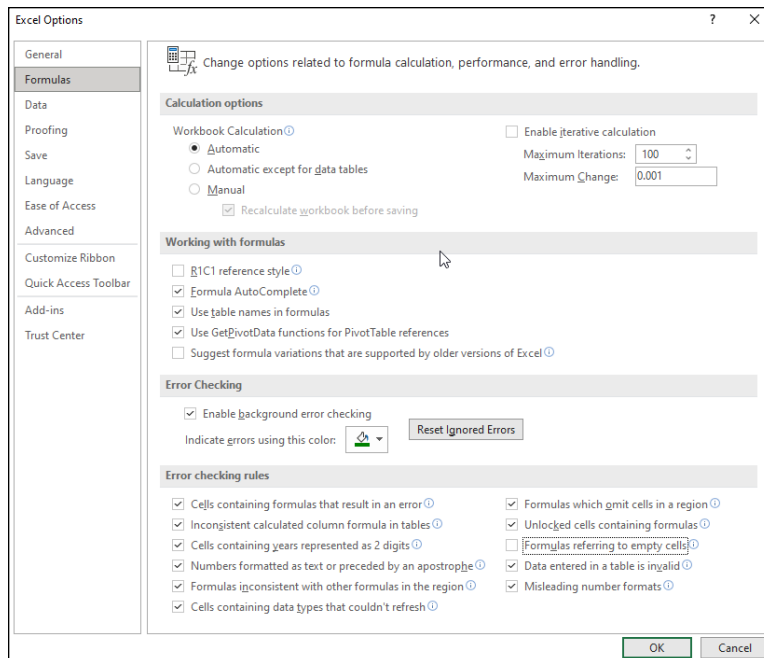 Excel Options
?
General
Formulas
Data
Proofing
Save
Language
Ease of Access
Advanced
Customize Ribbon
Quick Access Toolbar
Add-ins
Trust Center
Change options related to formula calculation, performance, and error handling.
Calculation options
Workbook Calculation
Automatic
Automatic except for data tables
Manual
Recalculate workbook before saving
Enable iterative calculation
Maximum Iterations: 100
Maximum Change: 0.001
Working with formulas
R1C1 reference style
Formula AutoComplete
Use table names in formulas
Use GetPivotData functions for PivotTable references
Suggest formula variations that are supported by older versions of Excel
Error Checking
Enable background error checking
Indicate errors using this color:
Reset Ignored Errors
Error checking rules
Cells containing formulas that result in an error
Inconsistent calculated column formula in tables
Cells containing years represented as 2 digits
Numbers formatted as text or preceded by an apostrophe
Formulas inconsistent with other formulas in the region
Cells containing data types that couldn't refresh
Formulas which omit cells in a region
Unlocked cells containing formulas
Formulas referring to empty cells
Data entered in a table is invalid
Misleading number formats
OK
Cancel